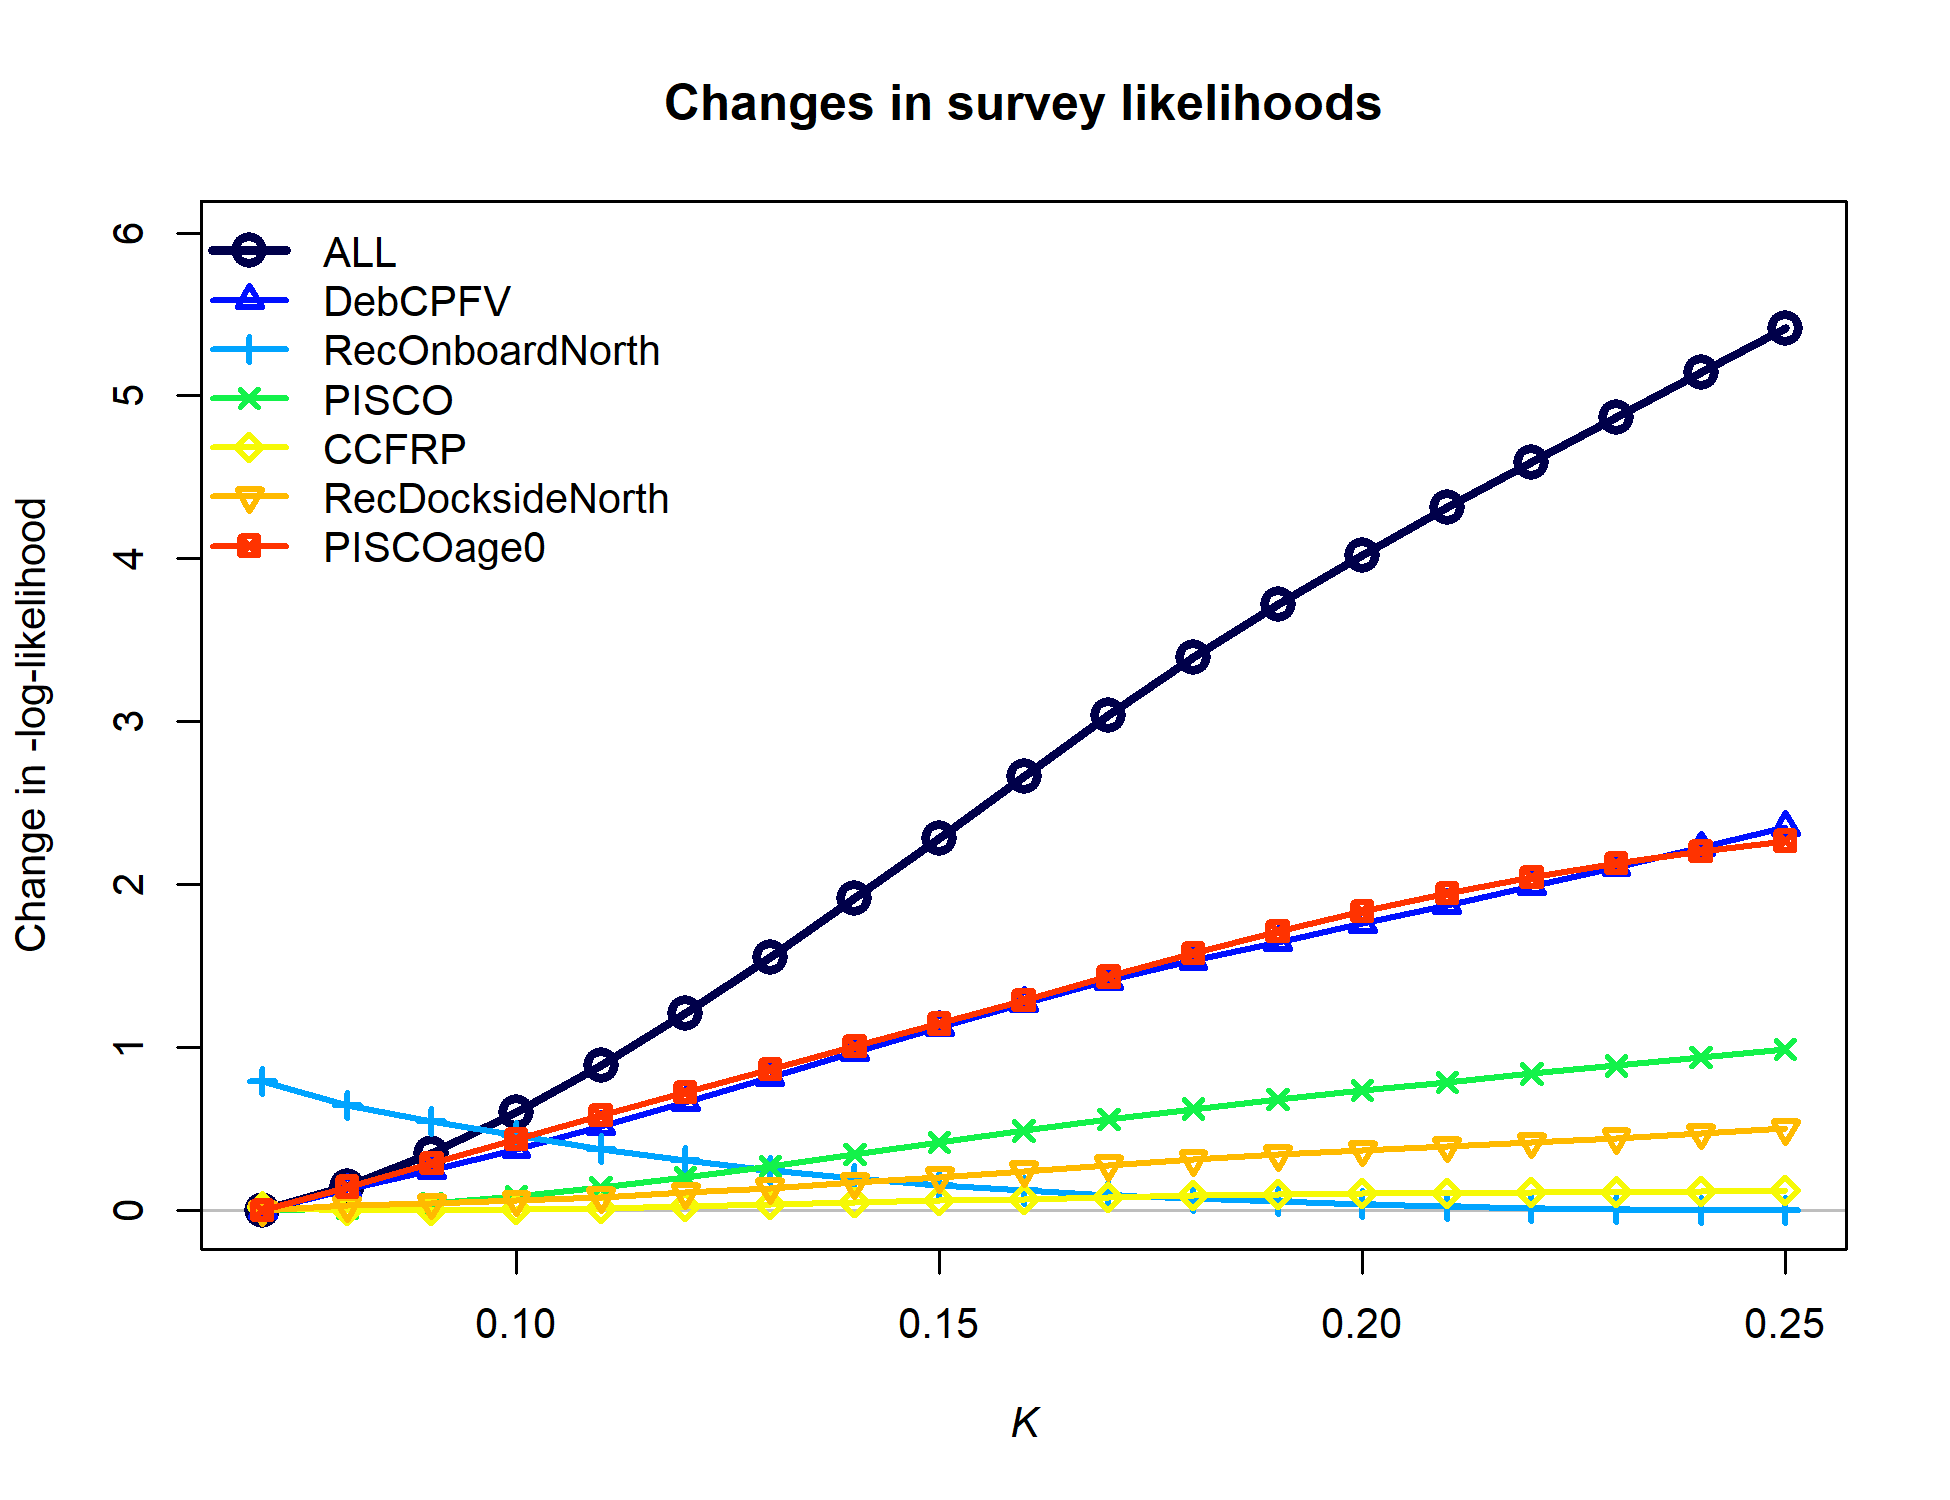 Changes in survey likelihoods
ALL
DebCPFV
RecOnboardNorth
PISCO
CCFRP
RecDocksideNorth
PISCOage0
Change in -log-likelihood
6
5
4
3
2
1
0
0.10 0.15 0.20 0.25
K